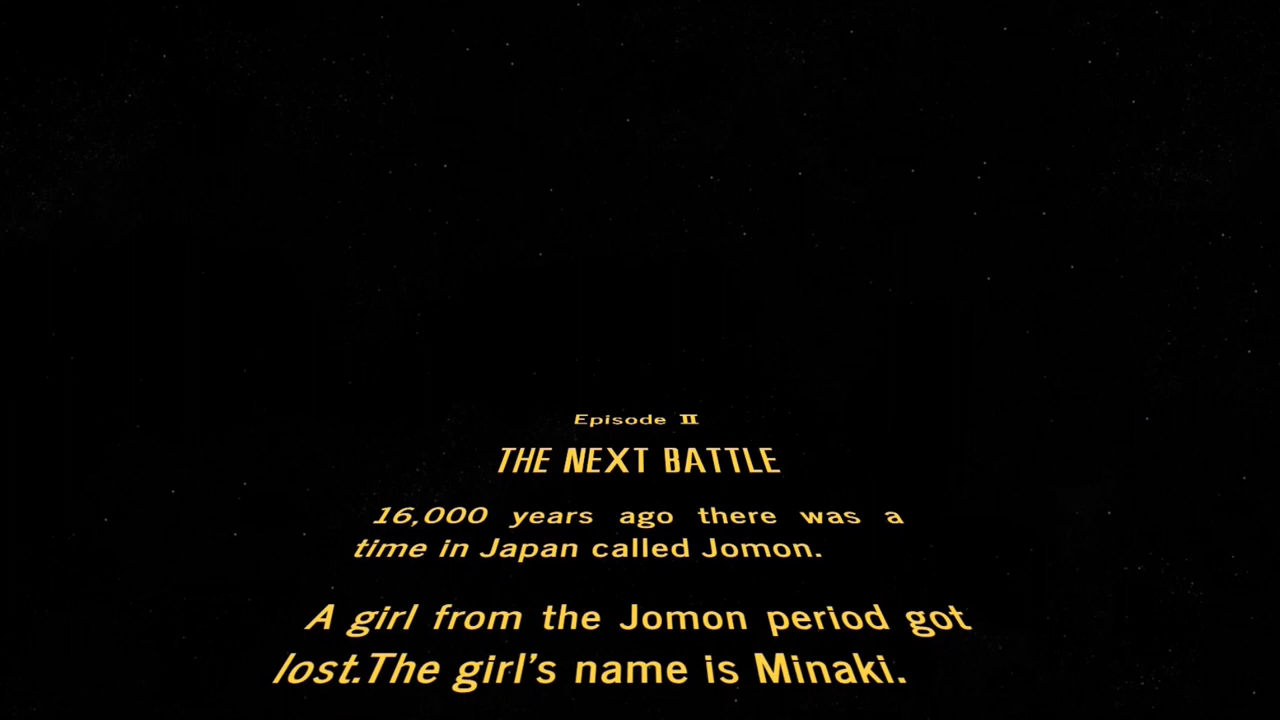 Episode II
THE NEXT BATTLE
16,000 years ago there was a
time in Japan called Jomon.
A girl from the Jomon period got
lost.The girl’s name is Minaki.